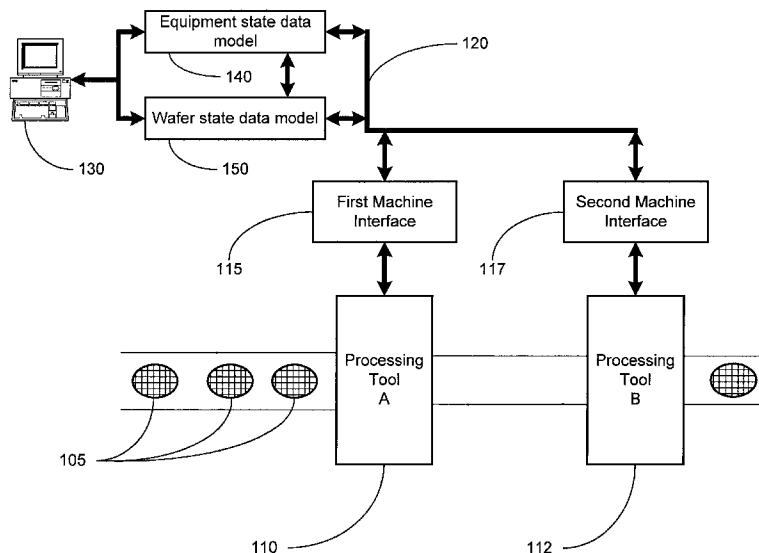 Equipment state data
model
120
140
Wafer state data model
130
150
First Machine
Interface
Second Machine
Interface
115
117
Processing
Tool
A
Processing
Tool
B
105
110
112